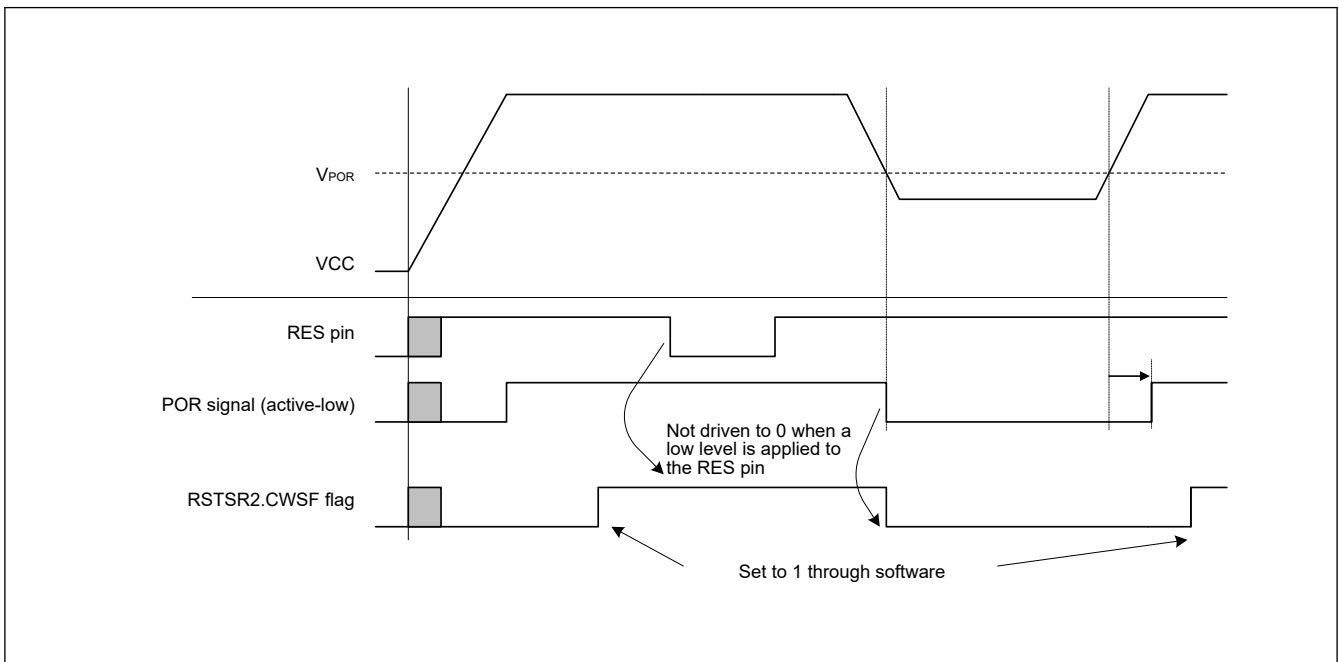 VPOR
VCC
RES pin
POR signal (active-low)
Not driven to 0 when a
low level is applied to
the RES pin
RSTSR2.CWSF flag
Set to 1 through software